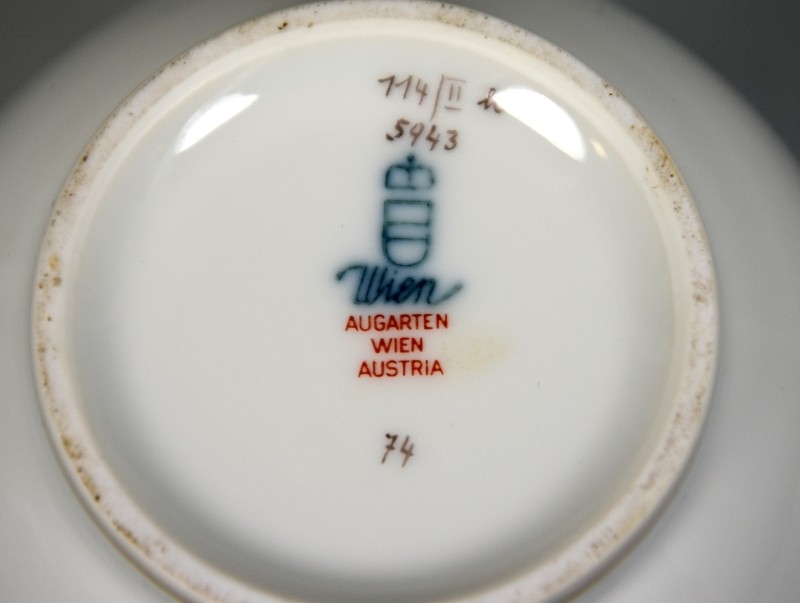 114/II h
5943
Wien
AUGARTEN
WIEN
AUSTRIA
74